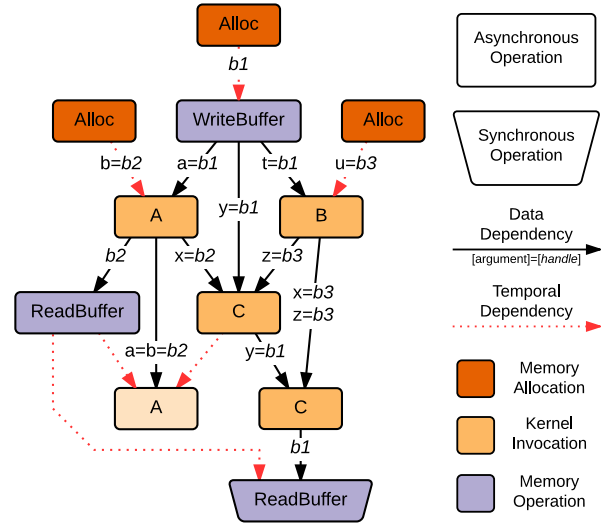 Alloc
b1
Alloc
WriteBuffer
Alloc
b=b2
a=b1
t=b1
u=b3
A
y=b1
B
b2
x=b2
z=b3
ReadBuffer
C
x=b3
z=b3
a=b=b2
y=b1
A
C
b1
ReadBuffer
Asynchronous
Operation
Synchronous
Operation
Data
Dependency
[argument]=[handle]
Temporal
Dependency
Memory
Allocation
Kernel
Invocation
Memory
Operation